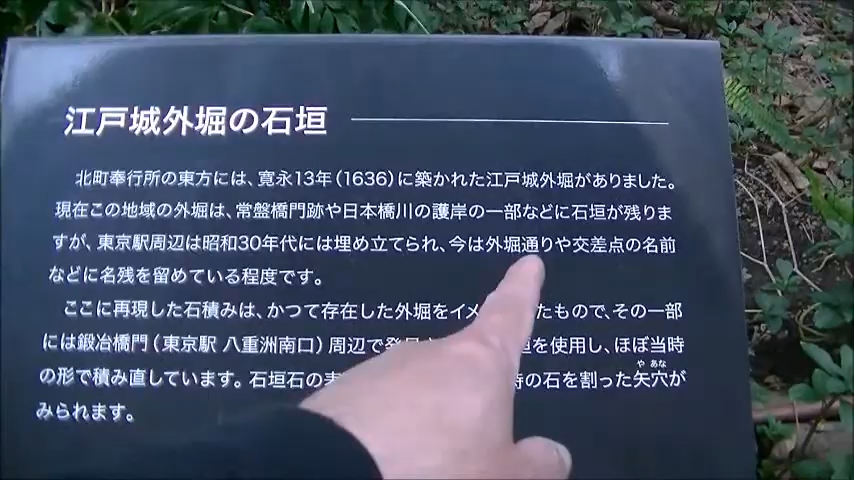 江戸城外堀の石垣
北町奉行所の東方には、寛永13年(1636)に築かれた江戸城外堀がありました。
現在この地域の外堀は、常盤橋門跡や日本橋川の護岸の一部などに石垣が残りま
すが、東京駅周辺は昭和30年代には埋め立てられ、今は外堀通りや交差点の名前
などに名残を留めている程度です。
ここに再現した石積みは、かつて存在した外堀をイメ たもので、その一部
には鍛冶橋門(東京駅 八重洲南口)周辺で発 を使用し、ほぼ当時
の形で積み直しています。石垣石の 時の石を割った矢穴が
やあな
みられます。